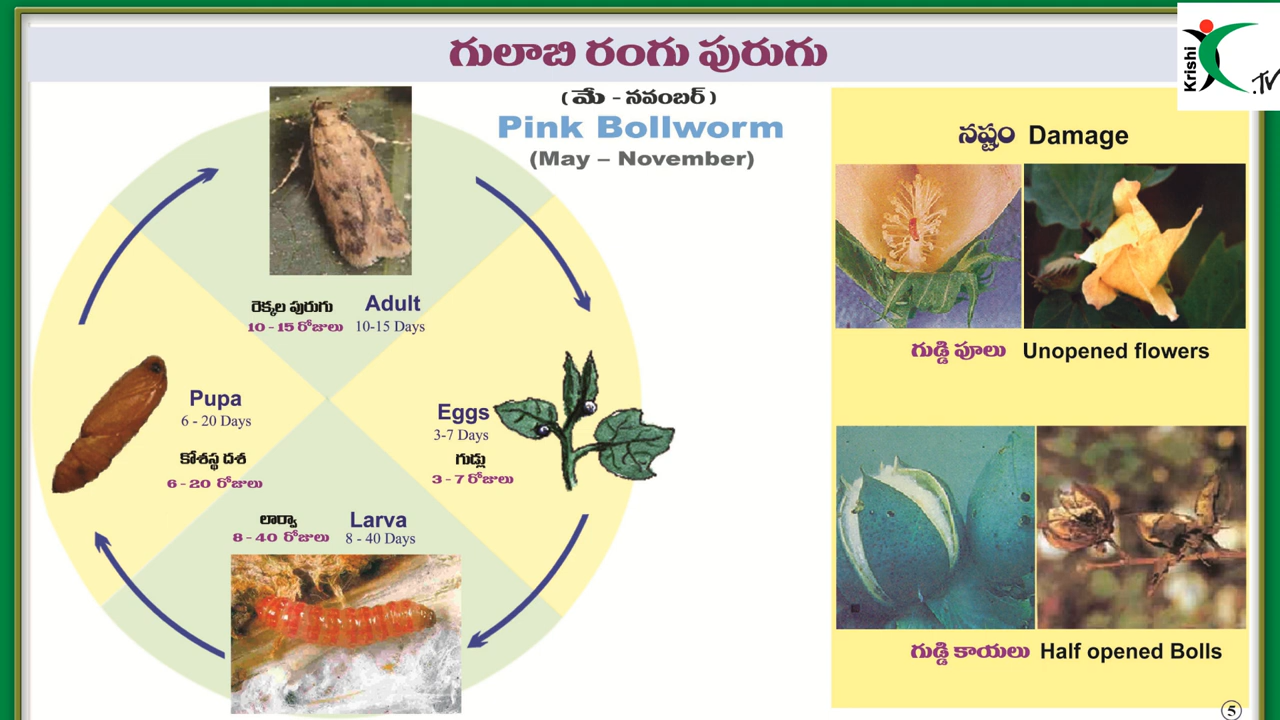 గులాబి రంగు పురుగు
Krishi
.TV
( మే - నవంబర్ )
Pink Bollworm
(May – November)
రెక్కల పురుగు Adult
10 - 15 రోజులు 10-15 Days
Eggs
3-7 Days
గుడ్లు
3 - 7 రోజులు
లార్వా Larva
8 - 40 రోజులు 8 - 40 Days
Pupa
6 - 20 Days
కోశస్థ దశ
6 - 20 రోజులు
నష్టం Damage
గుడ్డి పూలు Unopened flowers
గుడ్డి కాయలు Half opened Bolls
5